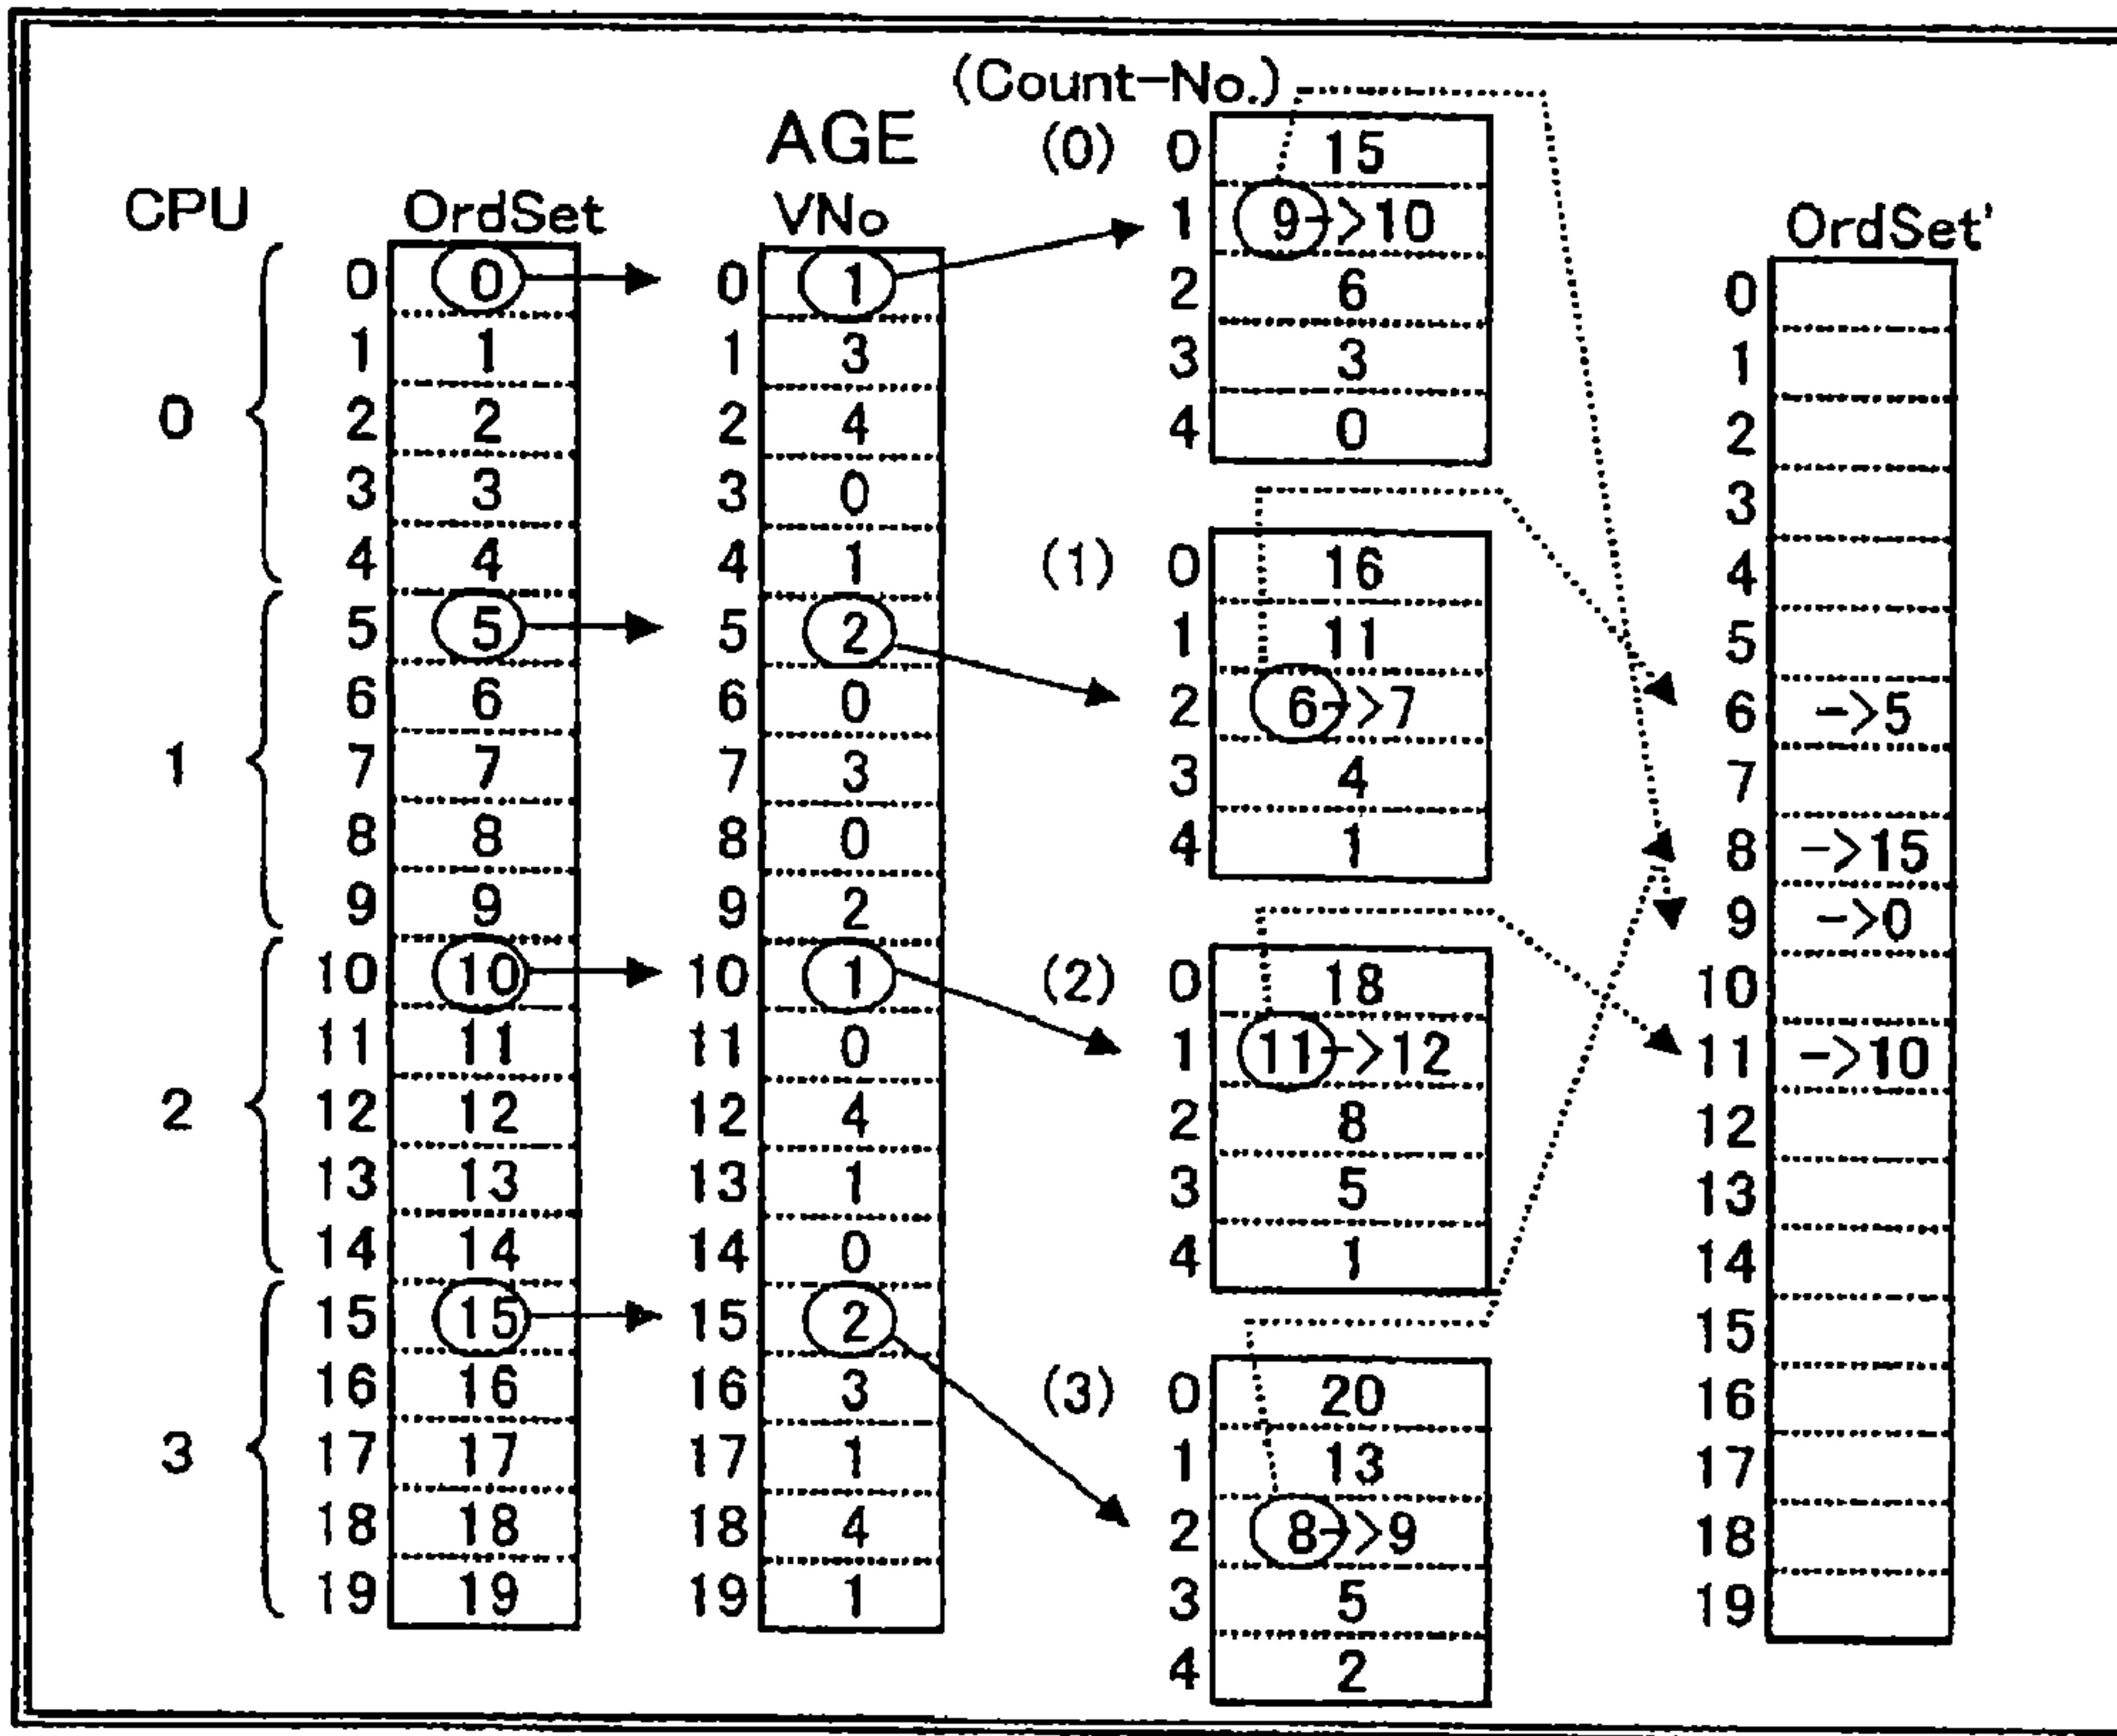 (Count-No.)
AGE
CPU OrdSet VNo OrdSet'
(0) 0 15
1 9->10
2 6
3 3
4 0
(1) 0 16
1 11
2 6->7
3 4
4 1
(2) 0 18
1 11->12
2 8
3 5
4 1
(3) 0 20
1 13
2 8->9
3 5
4 2
0 0 0 0 1 0
1 1 1 3 1
2 2 2 4 2
3 3 3 0 3
4 4 4 1 4
1 5 5 5 2 5
6 6 6 0 6 ->5
7 7 7 3 7
8 8 8 0 8 ->15
9 9 9 2 9 ->0
2 10 10 10 1 10
11 11 11 0 11 ->10
12 12 12 4 12
13 13 13 1 13
14 14 14 0 14
3 15 15 15 2 15
16 16 16 3 16
17 17 17 1 17
18 18 18 4 18
19 19 19 1 19